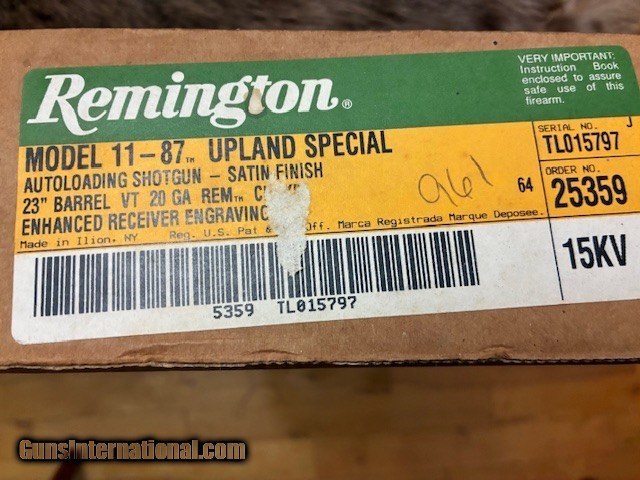 Remington®
VERY IMPORTANT:
Instruction Book
enclosed to assure
safe use of this
firearm.
MODEL 11-87 TM UPLAND SPECIAL
AUTOLOADING SHOTGUN - SATIN FINISH
23" BARREL VT 20 GA REM TM
ENHANCED RECEIVER ENGRAVING
Made in Ilion, NY Reg. U.S. Pat & Off. Marca Registrada Marque Deposee.
961
64
SERIAL NO. J
TL015797
ORDER NO.
25359
15KV
5359 TL015797
GunsInternational.com